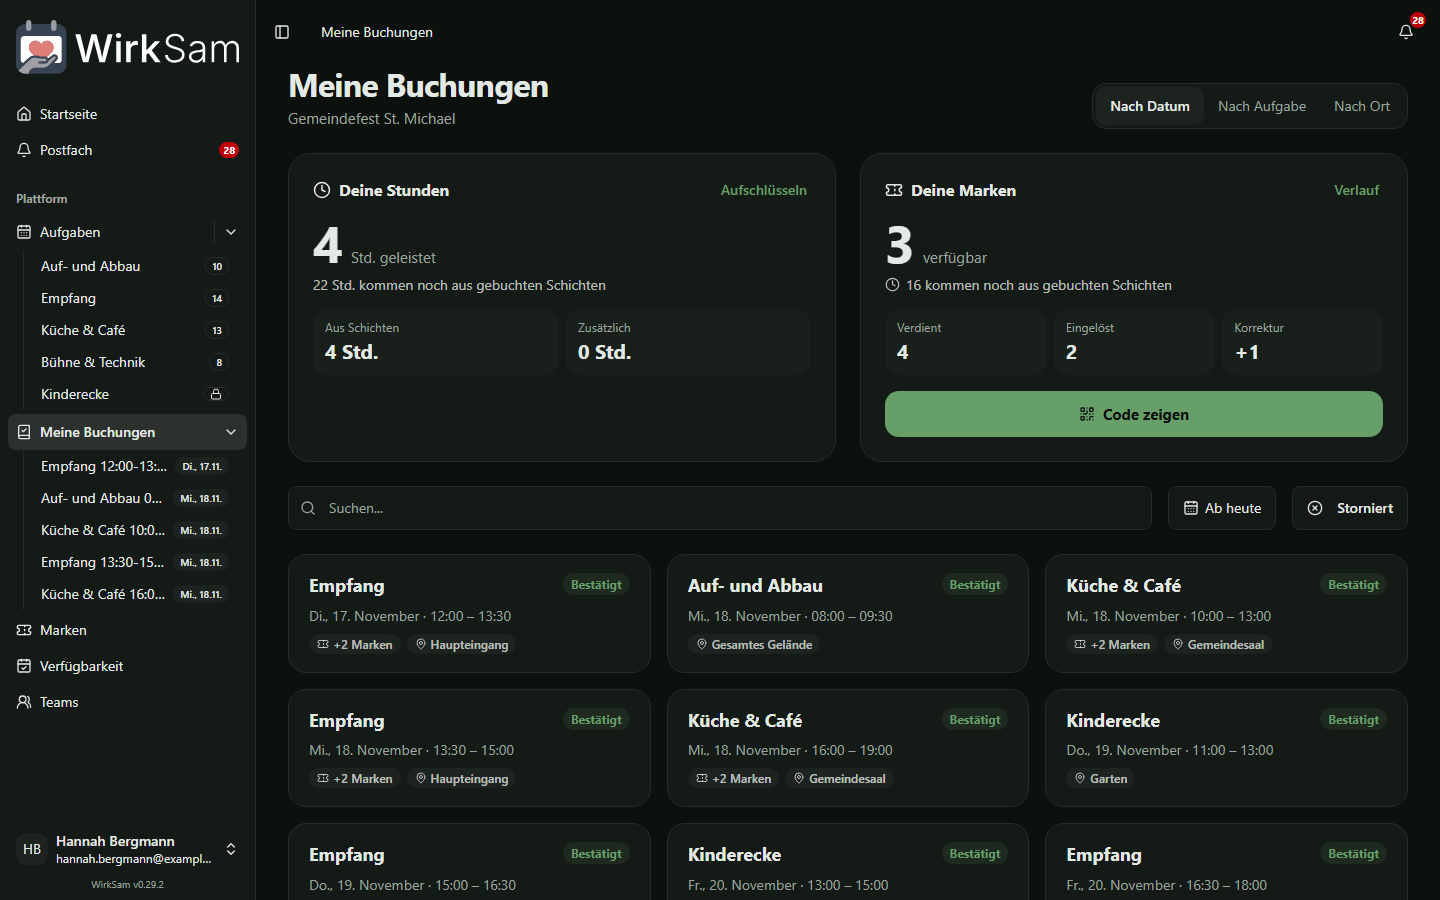 WirkSam
Startseite
Postfach 28
Plattform
Aufgaben
Auf- und Abbau 10
Empfang 14
Küche & Café 13
Bühne & Technik 8
Kinderecke
Meine Buchungen
Empfang 12:00-13:... Di., 17.11.
Auf- und Abbau 0... Mi., 18.11.
Küche & Café 10:0... Mi., 18.11.
Empfang 13:30-15... Mi., 18.11.
Küche & Café 16:0... Mi., 18.11.
Marken
Verfügbarkeit
Teams
HB
Hannah Bergmann
hannah.bergmann@exampl...
WirkSam v0.29.2
Meine Buchungen
28
Meine Buchungen
Gemeindefest St. Michael
Nach Datum Nach Aufgabe Nach Ort
Deine Stunden Aufschlüsseln
4 Std. geleistet
22 Std. kommen noch aus gebuchten Schichten
Aus Schichten
4 Std.
Zusätzlich
0 Std.
Deine Marken Verlauf
3 verfügbar
16 kommen noch aus gebuchten Schichten
Verdient
4
Eingelöst
2
Korrektur
+1
Code zeigen
Suchen...
Ab heute
Storniert
Empfang Bestätigt
Di., 17. November · 12:00 – 13:30
+2 Marken Haupteingang
Auf- und Abbau Bestätigt
Mi., 18. November · 08:00 – 09:30
Gesamtes Gelände
Küche & Café Bestätigt
Mi., 18. November · 10:00 – 13:00
+2 Marken Gemeindesaal
Empfang Bestätigt
Mi., 18. November · 13:30 – 15:00
+2 Marken Haupteingang
Küche & Café Bestätigt
Mi., 18. November · 16:00 – 19:00
+2 Marken Gemeindesaal
Kinderecke Bestätigt
Do., 19. November · 11:00 – 13:00
Garten
Empfang Bestätigt
Do., 19. November · 15:00 – 16:30
Kinderecke Bestätigt
Fr., 20. November · 13:00 – 15:00
Empfang Bestätigt
Fr., 20. November · 16:30 – 18:00